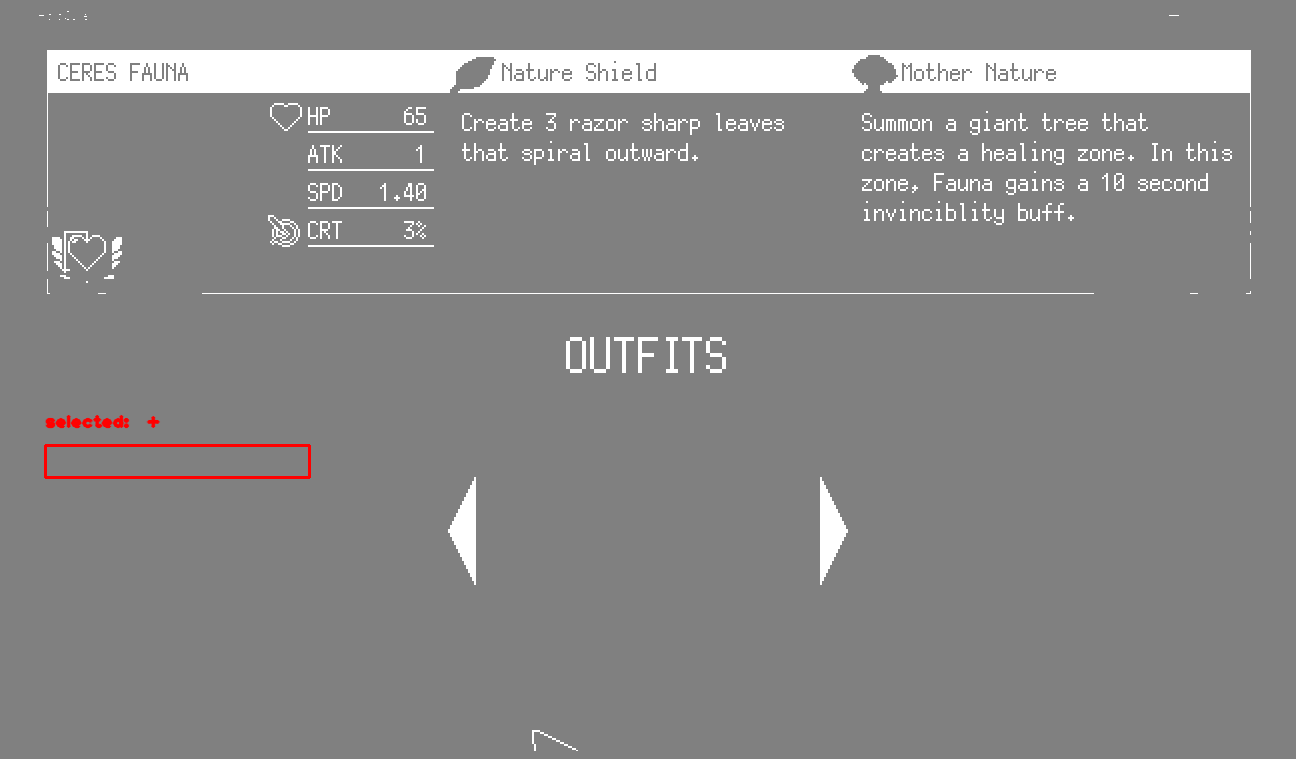 CERES FAUNA
HP 65
ATK 1
SPD 1.40
CRT 3%
Nature Shield
Create 3 razor sharp leaves
that spiral outward.
Mother Nature
Summon a giant tree that
creates a healing zone. In this
zone, Fauna gains a 10 second
invinciblity buff.
OUTFITS
selected: +